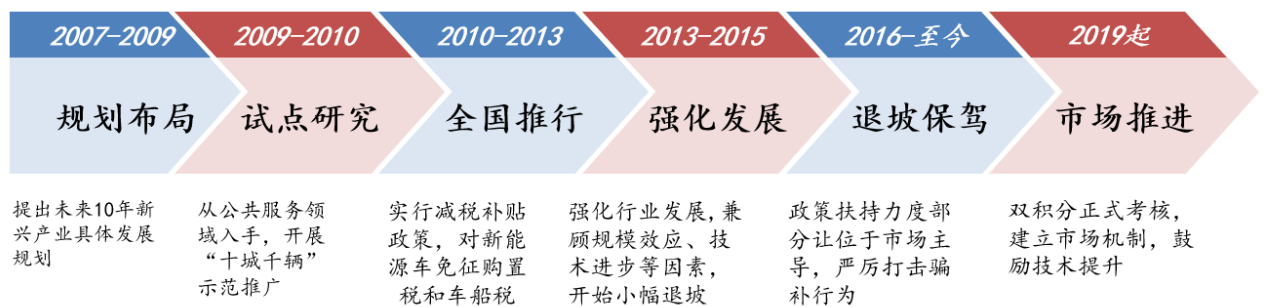 2007-2009
2009-2010
2010-2013
2013-2015
2016-至今
2019起
规划布局
试点研究
全国推行
强化发展
退坡保驾
市场推进
提出未来10年新
兴产业具体发展
规划
从公共服务领
域入手，开展
“十城千辆”
示范推广
实行减税补贴
政策，对新能
源车免征购置
税和车船税
强化行业发展,兼
顾规模效应、技
术进步等因素，
开始小幅退坡
政策扶持力度部
分让位于市场主
导，严厉打击骗
补行为
双积分正式考核，
建立市场机制，鼓
励技术提升